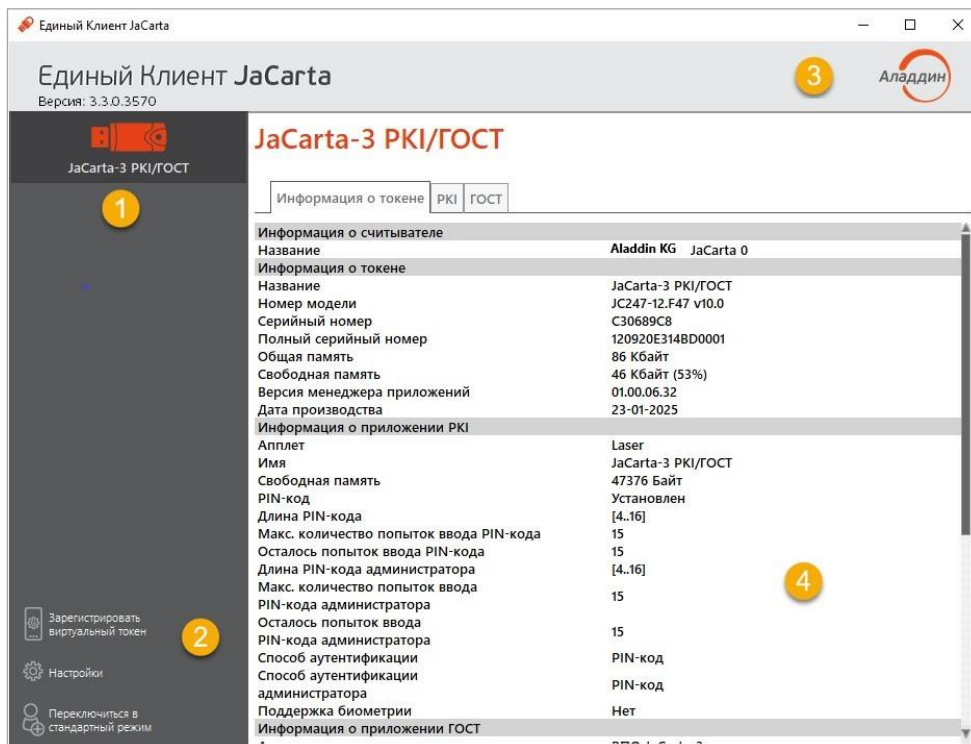 Единый Клиент JaCarta
Единый Клиент JaCarta
Версия: 3.3.0.3570
3
Аладдин
JaCarta-3 PKI/ГОСТ
1
JaCarta-3 PKI/ГОСТ
Информация о токене PKI ГОСТ
Информация о считывателе
Название Aladdin KG JaCarta 0
Информация о токене
Название JaCarta-3 PKI/ГОСТ
Номер модели JC247-12.F47 v10.0
Серийный номер C30689C8
Полный серийный номер 120920E314BD0001
Общая память 86 Кбайт
Свободная память 46 Кбайт (53%)
Версия менеджера приложений 01.00.06.32
Дата производства 23-01-2025
Информация о приложении PKI
Апплет Laser
Имя JaCarta-3 PKI/ГОСТ
Свободная память 47376 Байт
PIN-код Установлен
Длина PIN-кода [4..16]
Макс. количество попыток ввода PIN-кода 15
Осталось попыток ввода PIN-кода 15
Длина PIN-кода администратора [4..16]
Макс. количество попыток ввода
PIN-кода администратора 15
Осталось попыток ввода
PIN-кода администратора 15
Способ аутентификации PIN-код
Способ аутентификации
администратора PIN-код
Поддержка биометрии Нет
Информация о приложении ГОСТ
4
Зарегистрировать
виртуальный токен
2
Настройки
Переключиться в
стандартный режим